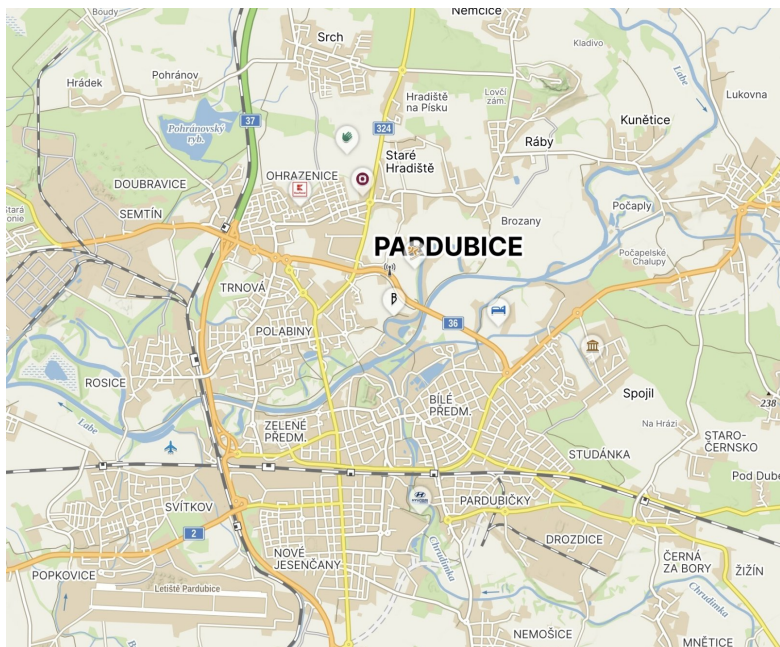 Němcice
Boudy
Srch
Kladivo
Labe
Hrádek
Pohránov
Lukovna
Lovčí
zám.
Hradiště
na Písku
37
324
Kunětice
Pohránovský
ryb.
Ráby
Staré
Hradiště
OHRAZENICE
DOUBRAVICE
SEMTÍN
Počaply
Brozany
PARDUBICE
Počapelské
Chalupy
TRNOVÁ
36
POLABINY
ROSICE
BÍLÉ
PŘEDM.
Spojil
238
Labe
ZELENÉ
PŘEDM.
Na Hrázi
STARO-
ČERNSKO
STUDÁNKA
Pod Dube
HYUNDAI
PARDUBIČKY
SVÍTKOV
2
DROZDICE
NOVÉ
JESENČANY
Chrudimka
ČERNÁ
ZA BORY
ŽIŽÍN
POPKOVICE
Letiště Pardubice
Chrudimka
NEMOŠICE
MNĚTICE